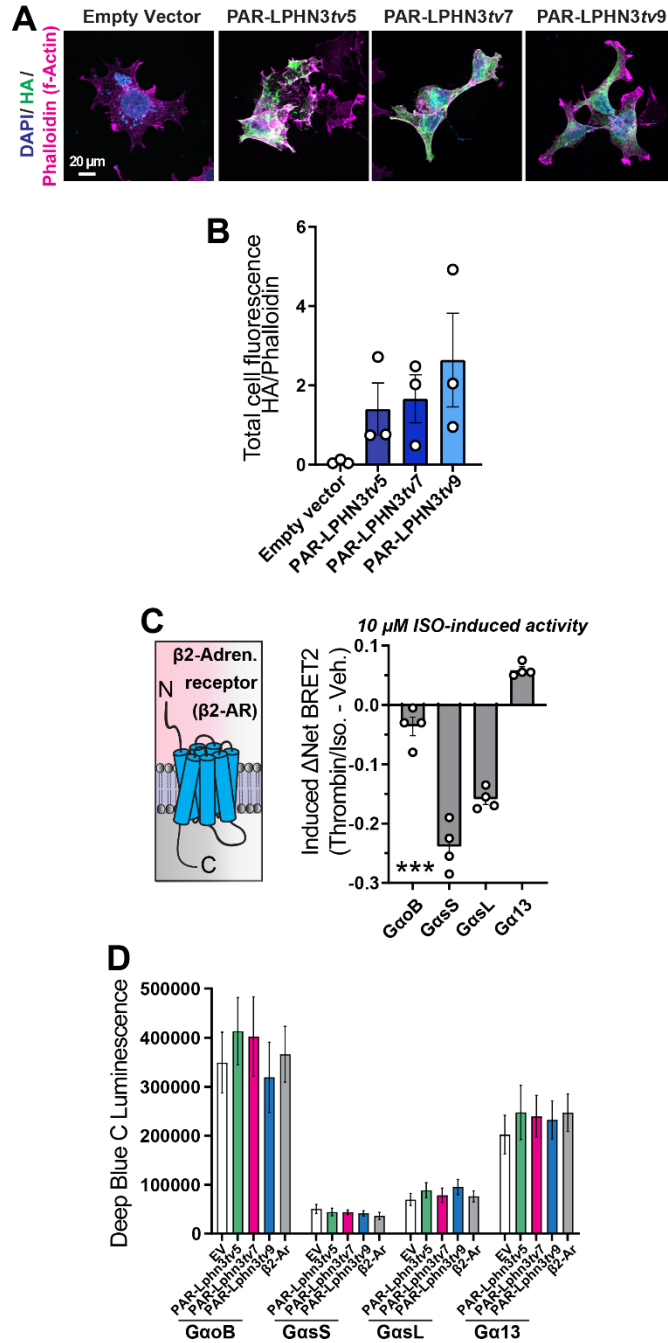 A
Empty Vector
PAR-LPHN3tv5
PAR-LPHN3tv7
PAR-LPHN3tv9
DAPI/ HA/
Phalloidin (f-Actin)
20 µm
B
Total cell fluorescence
HA/Phalloidin
6
4
2
0
Empty vector
PAR-LPHN3tv5
PAR-LPHN3tv7
PAR-LPHN3tv9
C
β2-Adren.
receptor
(β2-AR)
N
C
10 µM ISO-induced activity
Induced ΔNet BRET2
(Thrombin/Iso. - Veh.)
0.1
0.0
-0.1
-0.2
-0.3
***
GαoB
GαsS
GαsL
Gα13
D
Deep Blue C Luminescence
500000
400000
300000
200000
100000
0
EV
PAR-Lphn3tv5
PAR-Lphn3tv7
PAR-Lphn3tv9
β2-Ar
EV
PAR-Lphn3tv5
PAR-Lphn3tv7
PAR-Lphn3tv9
β2-Ar
EV
PAR-Lphn3tv5
PAR-Lphn3tv7
PAR-Lphn3tv9
β2-Ar
EV
PAR-Lphn3tv5
PAR-Lphn3tv7
PAR-Lphn3tv9
β2-Ar
GαoB
GαsS
GαsL
Gα13